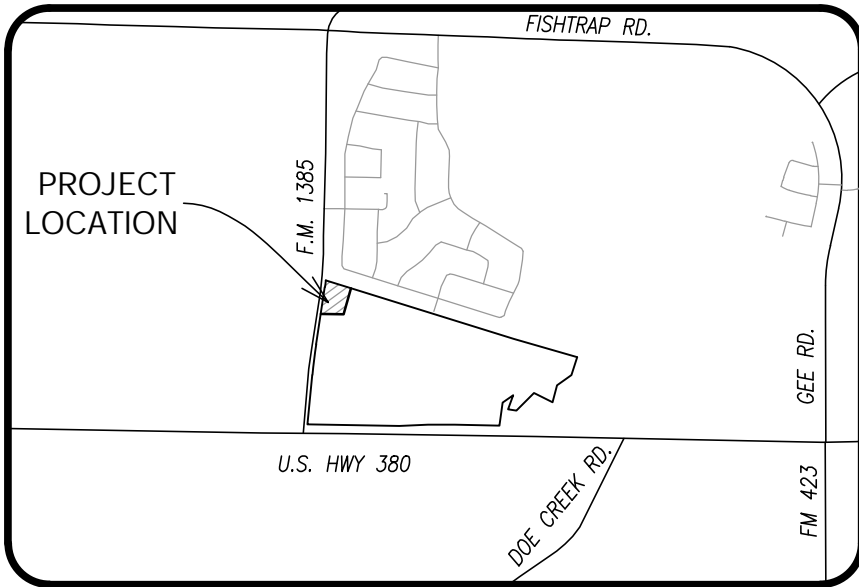 FISHTRAP RD.
F.M. 1385
PROJECT
LOCATION
GEE RD.
U.S. HWY 380
DOE CREEK RD.
FM 423